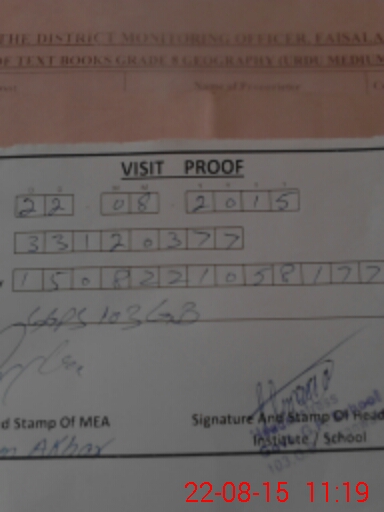 THE DISTRICT MONITORING OFFICER, FAISALA
OF TEXT BOOKS GRADE 8 GEOGRAPHY (URDU MEDIUM
VISIT PROOF
D D M M Y Y Y Y
22 08 2015
33120377
1508221058177
GGPS 103 GB
d Stamp Of MEA
Signature And Stamp Of Head
Institute / School
m Akbar
22-08-15 11:19